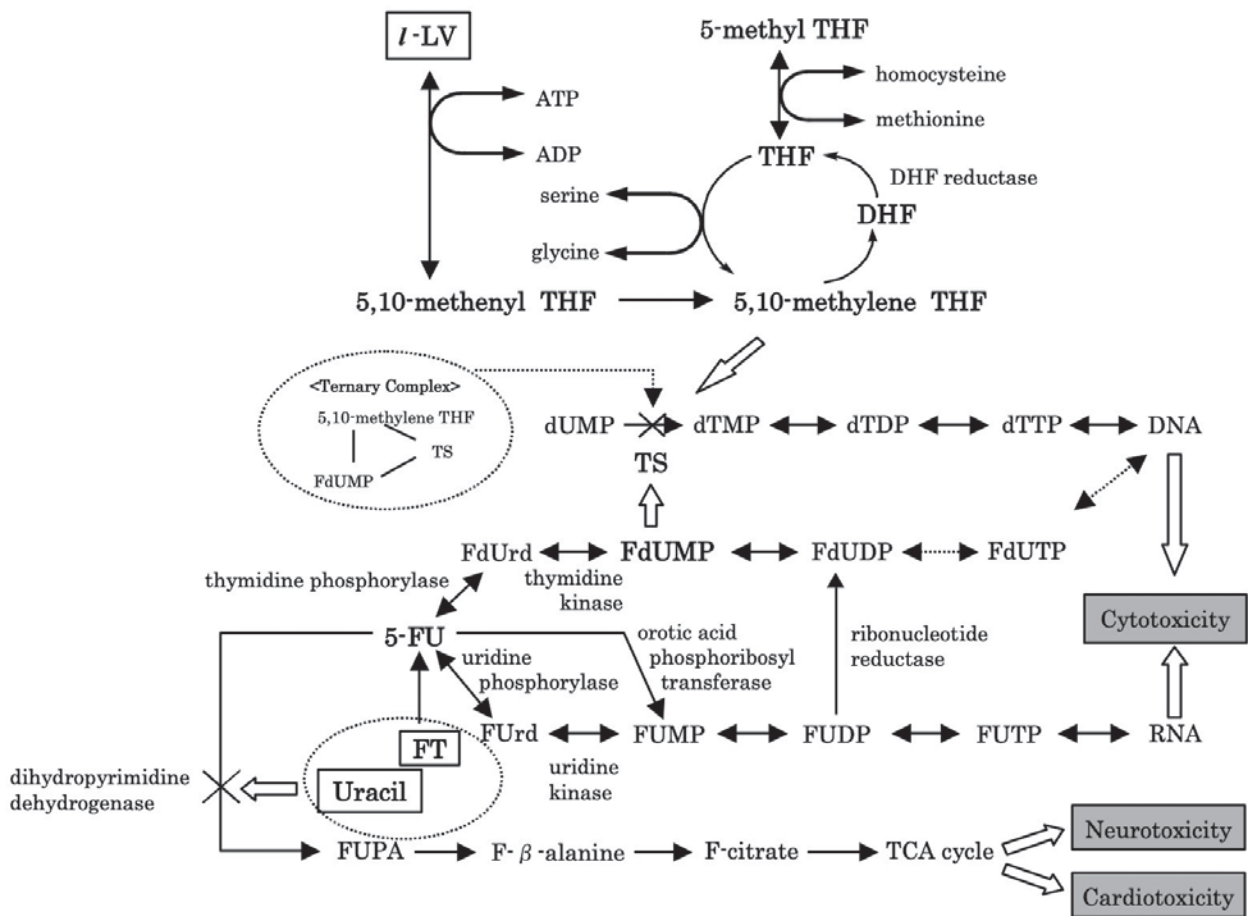 l-LV
5-methyl THF
ATP
homocysteine
methionine
ADP
THF
DHF reductase
serine
DHF
glycine
5,10-methenyl THF
5,10-methylene THF
<Ternary Complex>
5,10-methylene THF
TS
FdUMP
dUMP
dTMP
dTDP
dTTP
DNA
TS
FdUrd
FdUMP
FdUDP
FdUTP
thymidine phosphorylase
thymidine
kinase
Cytotoxicity
5-FU
uridine
phosphorylase
orotic acid
phosphoribosyl
transferase
ribonucleotide
reductase
FT
FUrd
FUMP
FUDP
FUTP
RNA
uridine
kinase
dihydropyrimidine
dehydrogenase
Uracil
Neurotoxicity
FUPA
F-β-alanine
F-citrate
TCA cycle
Cardiotoxicity